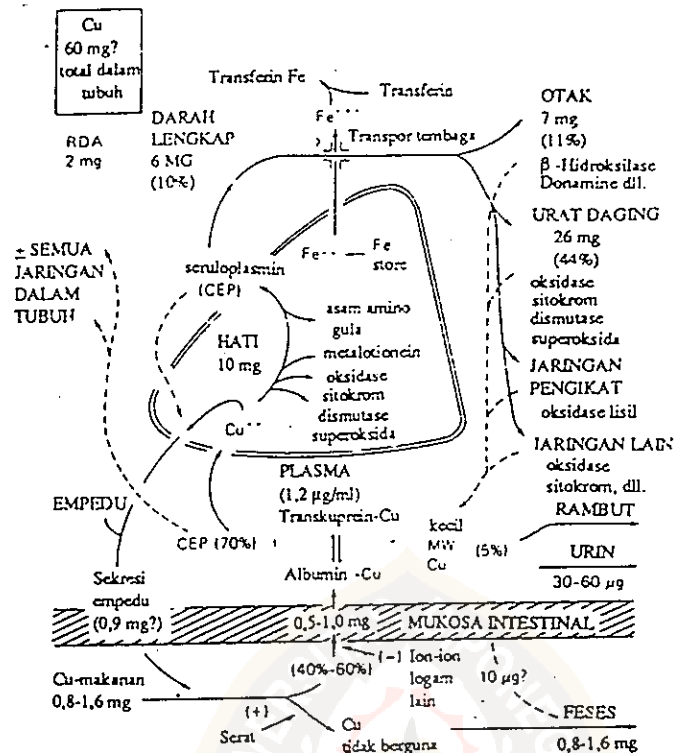 Cu
60 mg?
total dalam
tubuh
RDA
2 mg
DARAH
LENGKAP
6 MG
(10%)
Transferin Fe
Transferin
Fe···
Transpor tembaga
OTAK
7 mg
(11%)
β-Hidroksilase
Donamine dll.
URAT DAGING
26 mg
(44%)
oksidase
sitokrom
dismutase
superoksida
JARINGAN
PENGIKAT
oksidase lisil
JARINGAN LAIN
oksidase
sitokrom, dll.
± SEMUA
JARINGAN
DALAM
TUBUH
seruloplasmin
(CEP)
Fe·· — Fe
store
HATI
10 mg
asam amino
gula
metalotionein
oksidase
sitokrom
dismutase
superoksida
Cu··
PLASMA
(1,2 µg/ml)
Transkuprein-Cu
EMPEDU
CEP (70%)
kecil
MW (5%)
Cu
RAMBUT
URIN
30-60 µg
Sekresi
empedu
(0,9 mg?)
Albumin -Cu
0,5-1,0 mg
MUKOSA INTESTINAL
(40%-60%)
(-) Ion-ion
logam
lain
10 µg?
Cu-makanan
0,8-1,6 mg
(+)
Serat
Cu
tidak berguna
FESES
0,8-1,6 mg